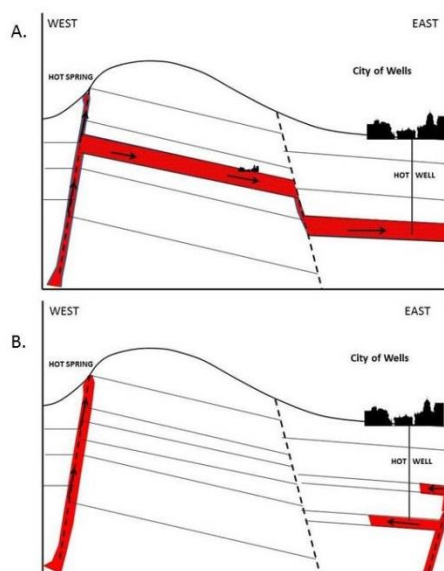 A.
WEST EAST
HOT SPRING
City of Wells
HOT WELL
B.
WEST EAST
HOT SPRING
City of Wells
HOT WELL